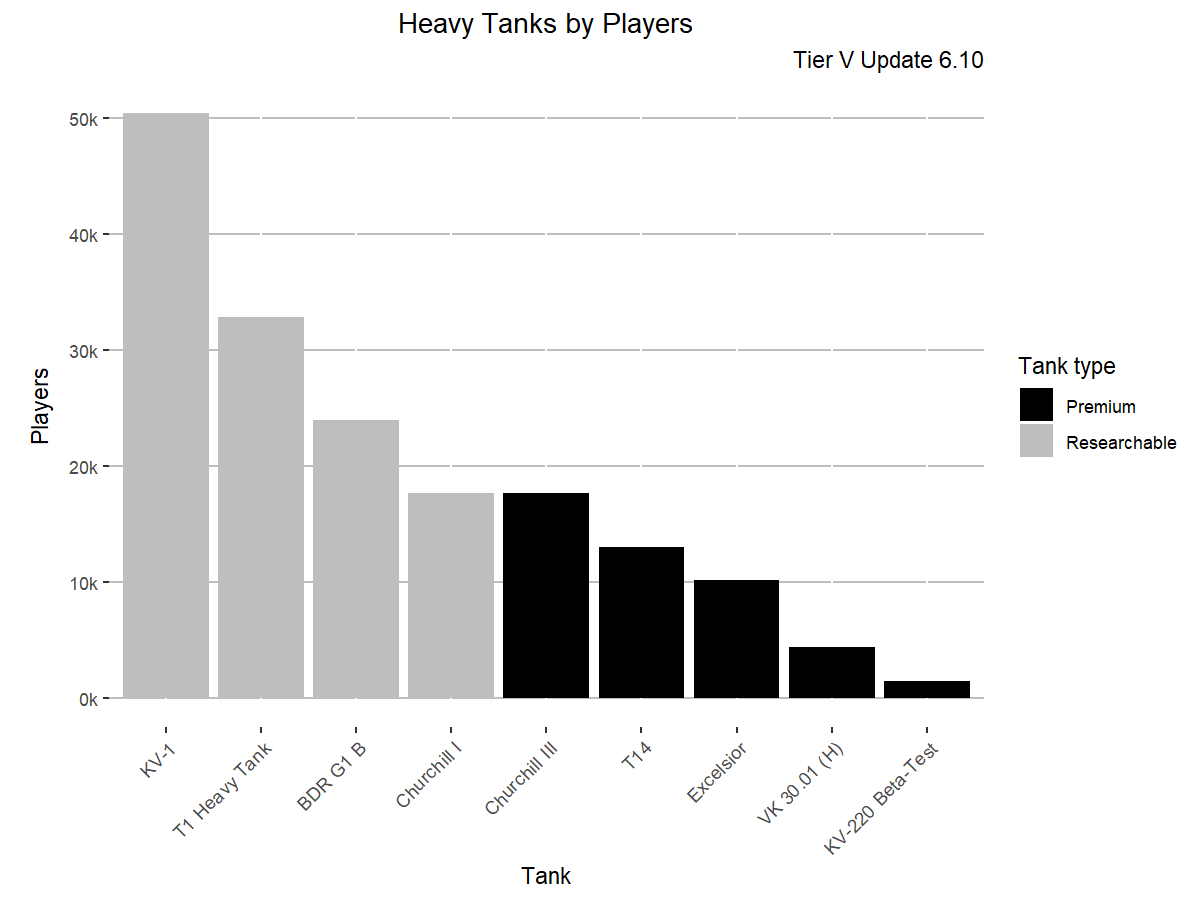 Heavy Tanks by Players
Tier V Update 6.10
Players
50k
40k
30k
20k
10k
0k
KV-1
T1 Heavy Tank
BDR G1 B
Churchill I
Churchill III
T14
Excelsior
VK 30.01 (H)
KV-220 Beta-Test
Tank
Tank type
Premium
Researchable